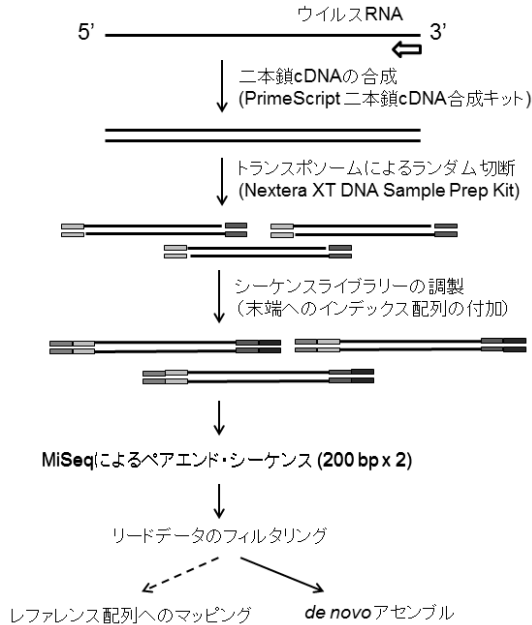 ウイルスRNA
5’ 3’
二本鎖cDNAの合成
(PrimeScript 二本鎖cDNA合成キット)
トランスポソームによるランダム切断
(Nextera XT DNA Sample Prep Kit)
シーケンスライブラリーの調製
（末端へのインデックス配列の付加）
MiSeqによるペアエンド・シーケンス (200 bp x 2)
リードデータのフィルタリング
レファレンス配列へのマッピング de novo アセンブル